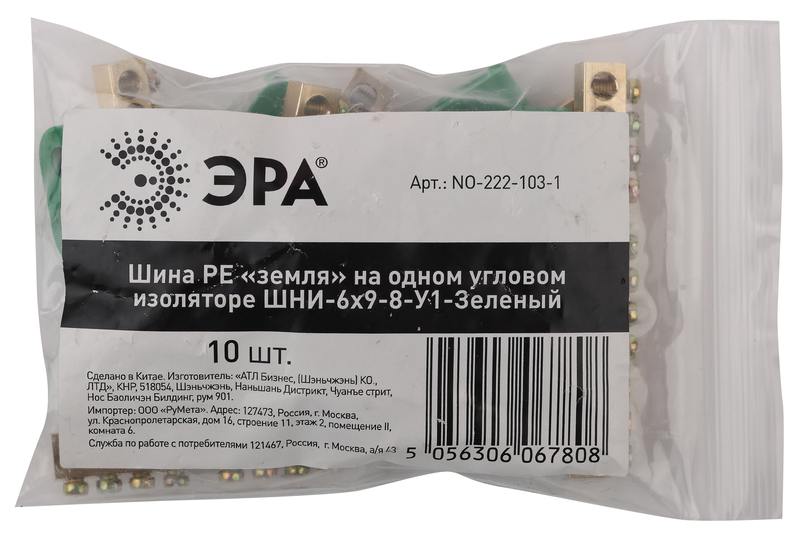 ЭРА®
Арт.: NO-222-103-1
Шина PE «земля» на одном угловом
изоляторе ШНИ-6х9-8-У1-Зеленый
10 шт.
Сделано в Китае. Изготовитель: «АТЛ Бизнес, (Шэньчжэнь) КО.,
ЛТД», КНР, 518054, Шэньчжэнь, Наньшань Дистрикт, Чуанъе стрит,
Нос Баоличэн Билдинг, рум 901.
Импортер: ООО «РуМета». Адрес: 127473, Россия, г. Москва,
ул. Краснопролетарская, дом 16, строение 11, этаж 2, помещение II,
комната 6.
Служба по работе с потребителями 121467, Россия, г. Москва, а/я 43
5 056306 067808